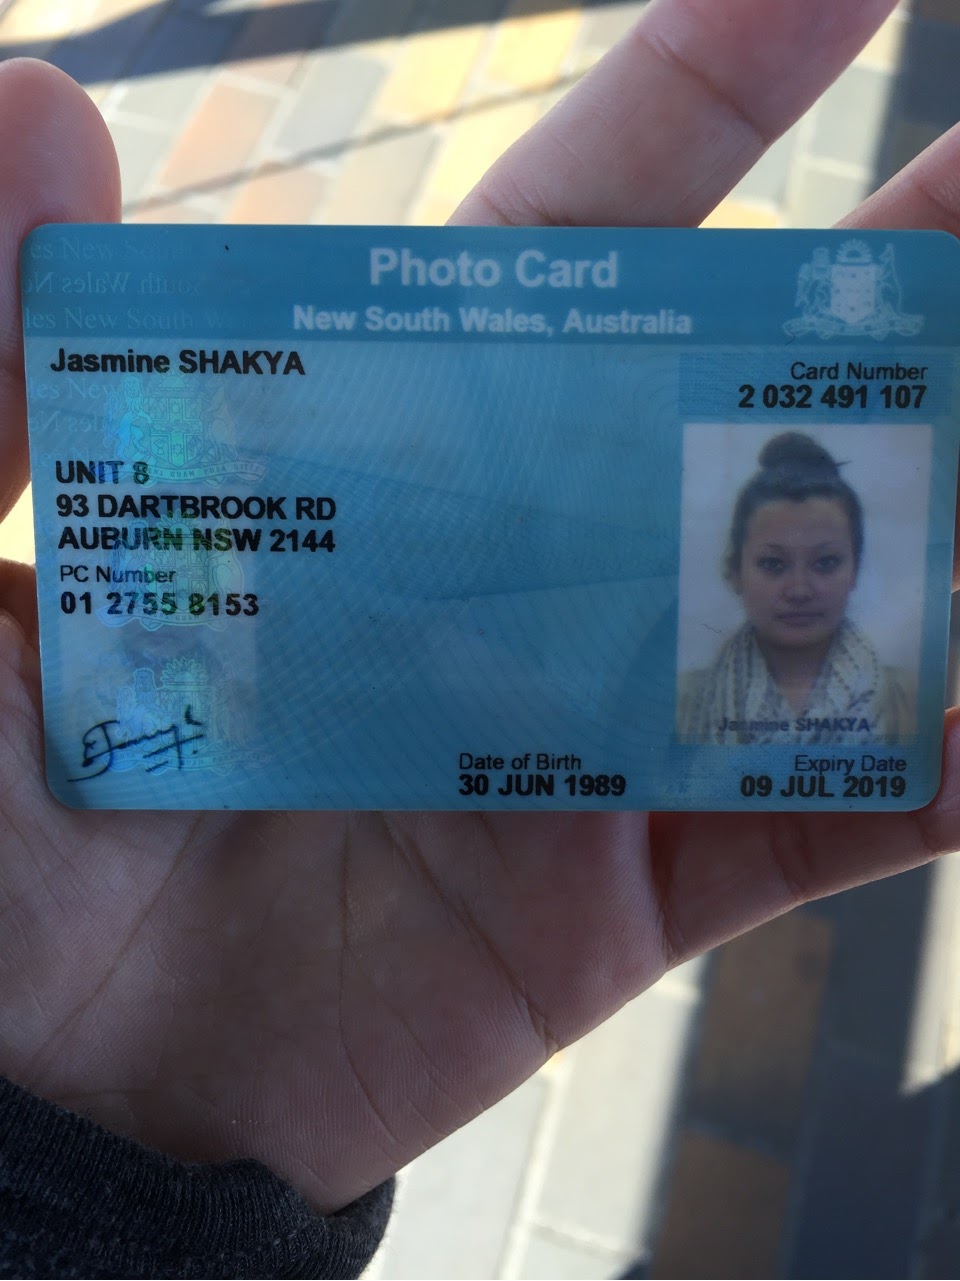 Photo Card
New South Wales, Australia
Jasmine SHAKYA
Card Number
2 032 491 107
UNIT 8
93 DARTBROOK RD
AUBURN NSW 2144
PC Number
01 2755 8153
Jasmine SHAKYA
Date of Birth
30 JUN 1989
Expiry Date
09 JUL 2019